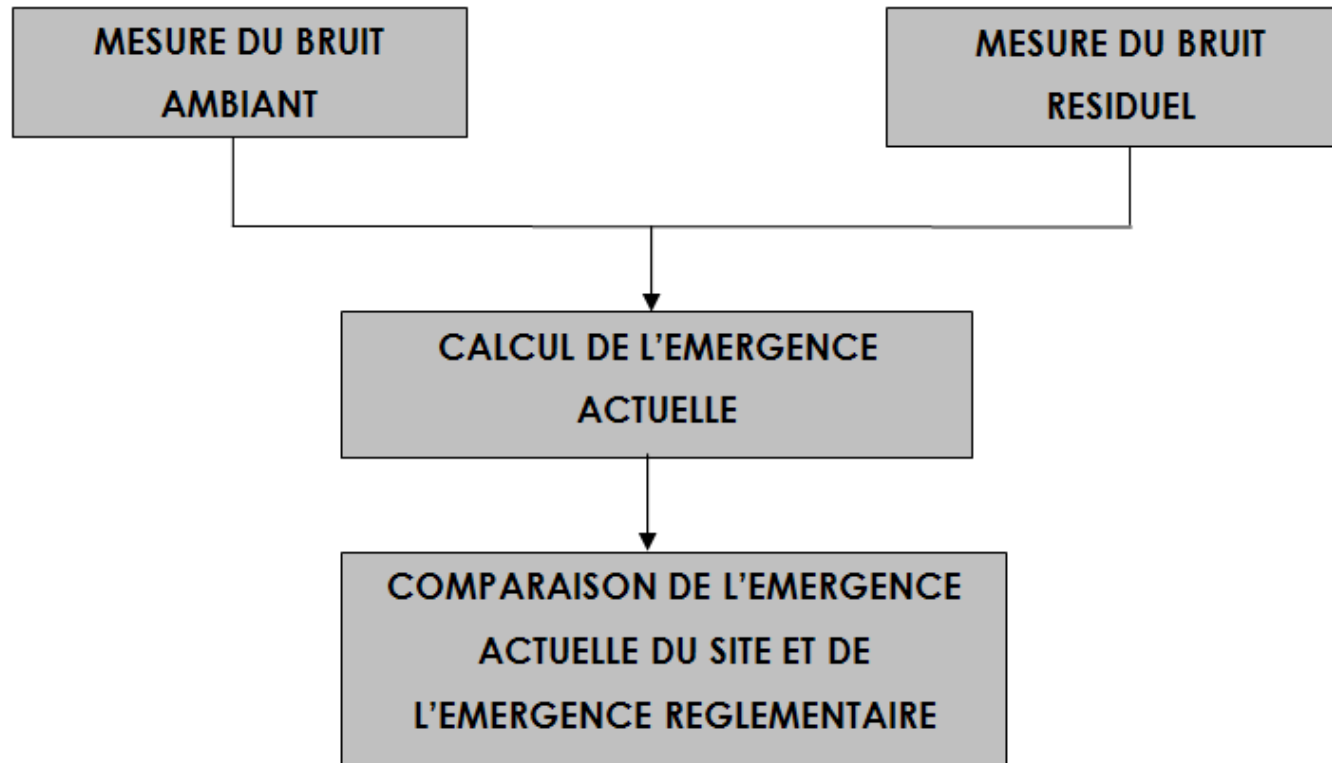 MESURE DU BRUIT
AMBIANT
MESURE DU BRUIT
RESIDUEL
CALCUL DE L'EMERGENCE
ACTUELLE
COMPARAISON DE L'EMERGENCE
ACTUELLE DU SITE ET DE
L'EMERGENCE REGLEMENTAIRE